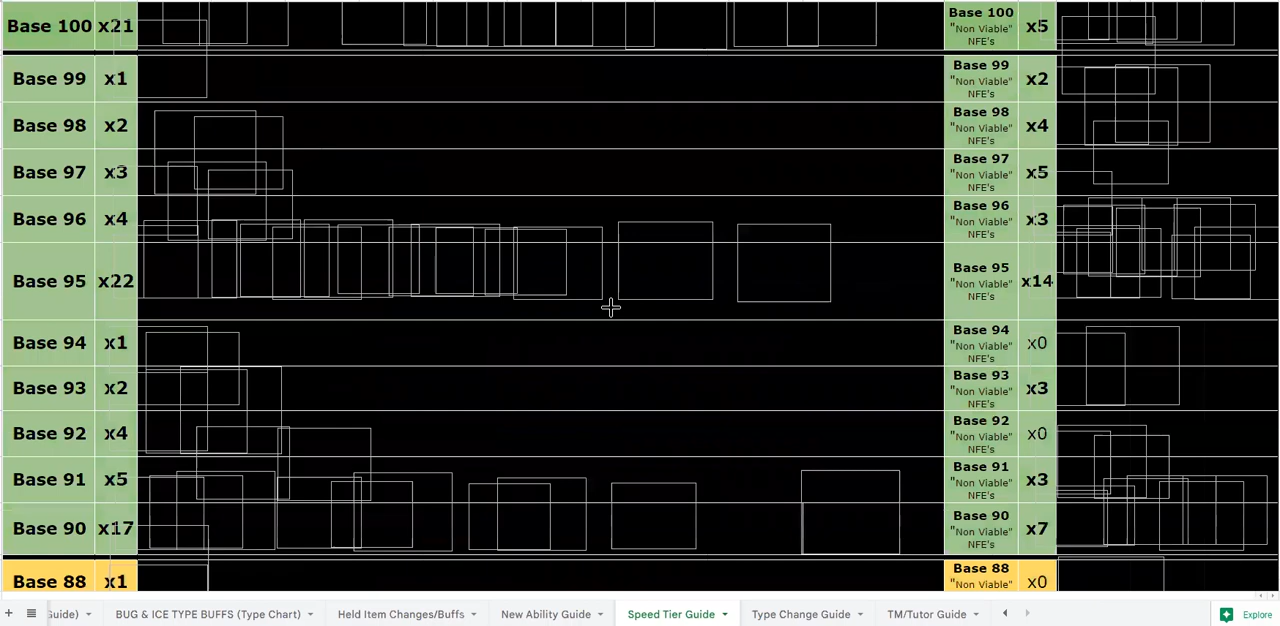 Base 100 x21
Base 100
"Non Viable" x5
NFE's
Base 99 x1
Base 99
"Non Viable" x2
NFE's
Base 98 x2
Base 98
"Non Viable" x4
NFE's
Base 97 x3
Base 97
"Non Viable" x5
NFE's
Base 96 x4
Base 96
"Non Viable" x3
NFE's
Base 95 x22
Base 95
"Non Viable" x14
NFE's
Base 94 x1
Base 94
"Non Viable" x0
NFE's
Base 93 x2
Base 93
"Non Viable" x3
NFE's
Base 92 x4
Base 92
"Non Viable" x0
NFE's
Base 91 x5
Base 91
"Non Viable" x3
NFE's
Base 90 x17
Base 90
"Non Viable" x7
NFE's
Base 88 x1
Base 88
"Non Viable" x0
Guide) BUG & ICE TYPE BUFFS (Type Chart) Held Item Changes/Buffs New Ability Guide Speed Tier Guide Type Change Guide TM/Tutor Guide Explore